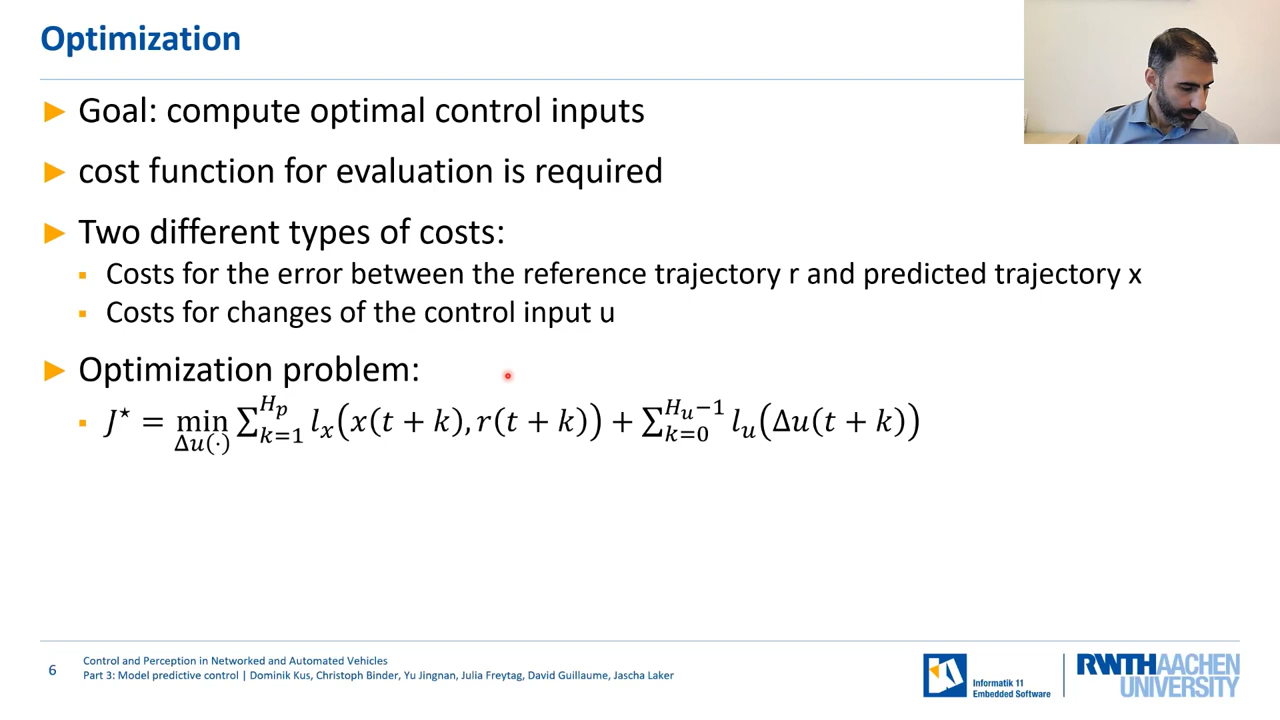 Optimization
► Goal: compute optimal control inputs
► cost function for evaluation is required
► Two different types of costs:
▪ Costs for the error between the reference trajectory r and predicted trajectory x
▪ Costs for changes of the control input u
► Optimization problem:
▪ J⋆ = min_{Δu(·)} ∑_{k=1}^{H_p} l_x(x(t + k), r(t + k)) + ∑_{k=0}^{H_u−1} l_u(Δu(t + k))
6
Control and Perception in Networked and Automated Vehicles
Part 3: Model predictive control | Dominik Kus, Christoph Binder, Yu Jingnan, Julia Freytag, David Guillaume, Jascha Laker
Informatik 11
Embedded Software
RWTHAACHEN
UNIVERSITY